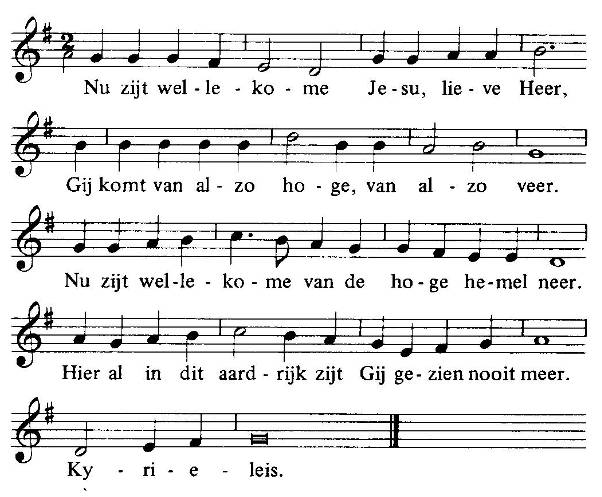 2
2
Nu zijt wel - le - ko - me Je - su, lie - ve Heer,
Gij komt van al - zo ho - ge, van al - zo veer.
Nu zijt wel - le - ko - me van de ho - ge he - mel neer.
Hier al in dit aard - rijk zijt Gij ge - zien nooit meer.
Ky - ri - e - leis.